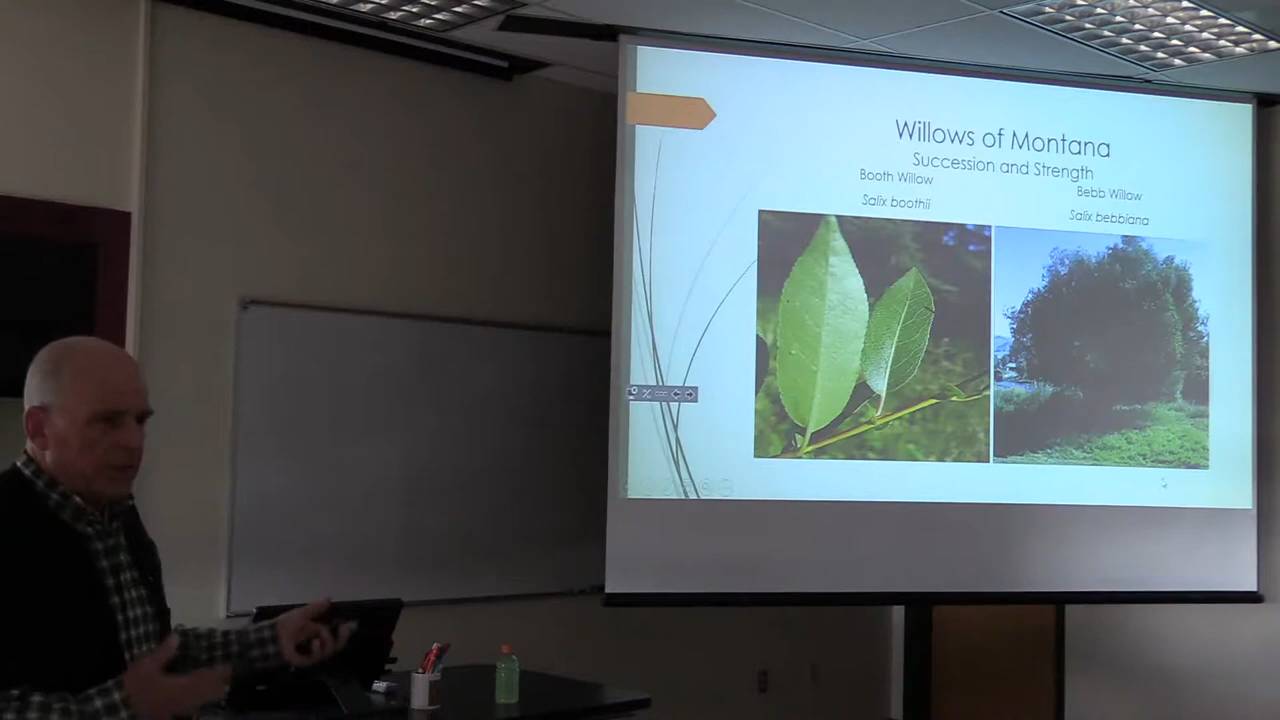 Willows of Montana
Succession and Strength
Booth Willow
Salix boothii
Bebb Willow
Salix bebbiana